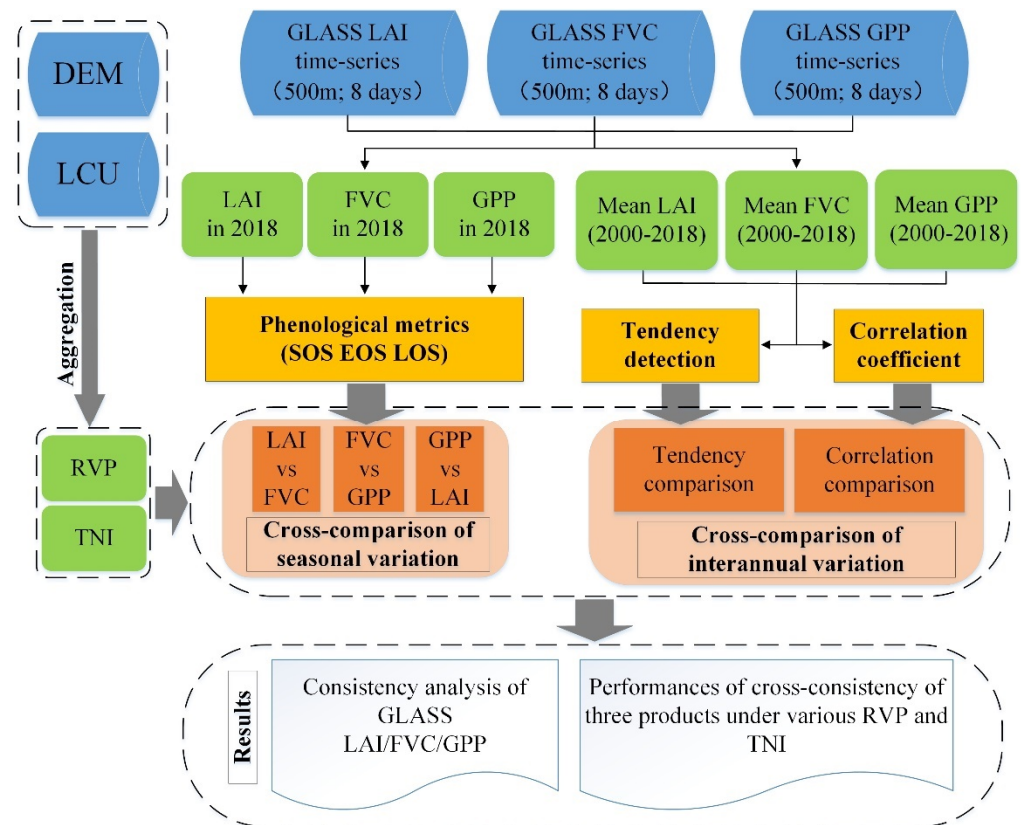 DEM
LCU
Aggregation
RVP
TNI
GLASS LAI
time-series
（500m; 8 days）
GLASS FVC
time-series
（500m; 8 days）
GLASS GPP
time-series
（500m; 8 days）
LAI
in 2018
FVC
in 2018
GPP
in 2018
Mean LAI
(2000-2018)
Mean FVC
(2000-2018)
Mean GPP
(2000-2018)
Phenological metrics
(SOS EOS LOS)
Tendency
detection
Correlation
coefficient
LAI
vs
FVC
FVC
vs
GPP
GPP
vs
LAI
Cross-comparison of
seasonal variation
Tendency
comparison
Correlation
comparison
Cross-comparison of
interannual variation
Results
Consistency analysis of
GLASS
LAI/FVC/GPP
Performances of cross-consistency of
three products under various RVP and
TNI